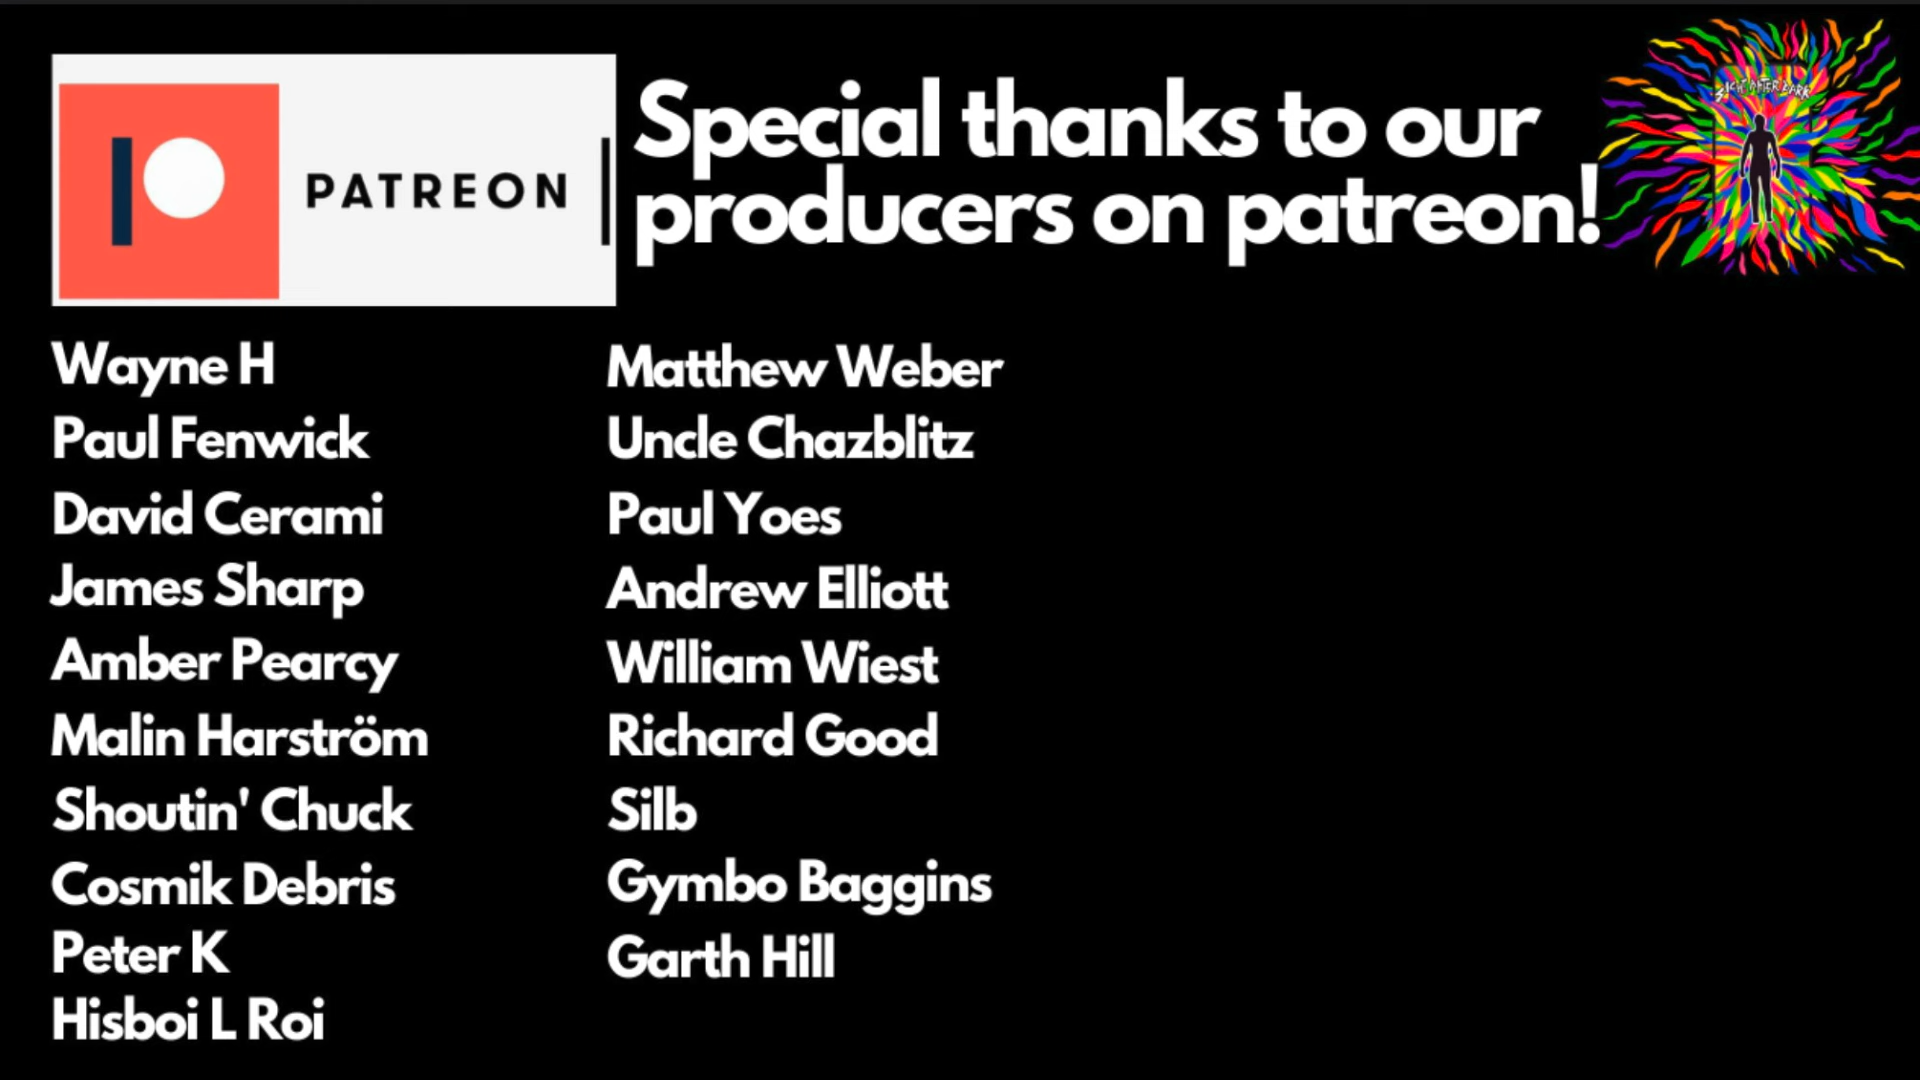 PATREON
Special thanks to our
producers on patreon!
Wayne H
Paul Fenwick
David Cerami
James Sharp
Amber Pearcy
Malin Harström
Shoutin' Chuck
Cosmik Debris
Peter K
Hisboi L Roi
Matthew Weber
Uncle Chazblitz
Paul Yoes
Andrew Elliott
William Wiest
Richard Good
Silb
Gymbo Baggins
Garth Hill